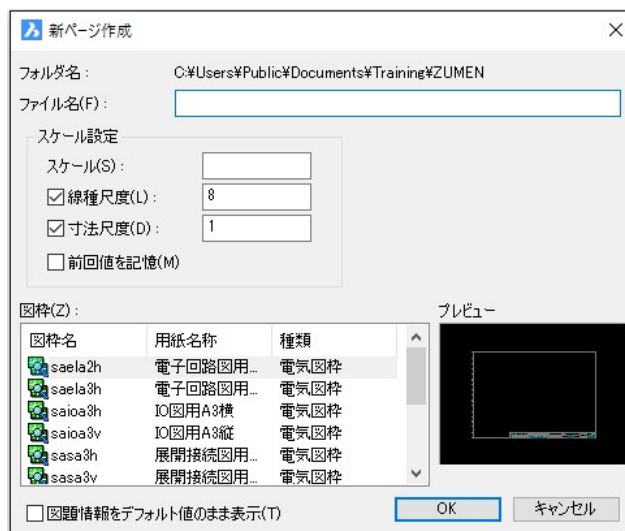 新ページ作成
フォルダ名 : C:¥Users¥Public¥Documents¥Training¥ZUMEN
ファイル名(F) :
スケール設定
スケール(S) :
線種尺度(L) : 8
寸法尺度(D) : 1
前回値を記憶(M)
図枠(Z) : プレビュー
図枠名 用紙名称 種類
saela2h 電子回路図用... 電気図枠
saela3h 電子回路図用... 電気図枠
saioa3h IO図用A3横 電気図枠
saioa3v IO図用A3縦 電気図枠
sasa3h 展開接続図用... 電気図枠
sasa3v 展開接続図用... 電気図枠
図題情報をデフォルト値のまま表示(T) OK キャンセル